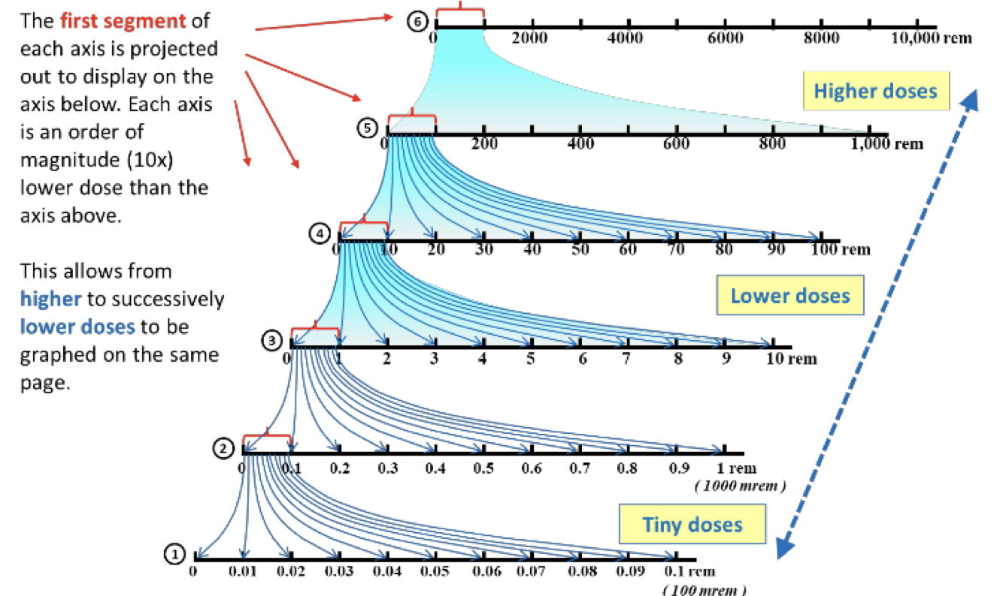 The first segment of
each axis is projected
out to display on the
axis below. Each axis
is an order of
magnitude (10x)
lower dose than the
axis above.
This allows from
higher to successively
lower doses to be
graphed on the same
page.
6
0 2000 4000 6000 8000 10,000 rem
Higher doses
5
0 200 400 600 800 1,000 rem
4
0 10 20 30 40 50 60 70 80 90 100 rem
Lower doses
3
0 1 2 3 4 5 6 7 8 9 10 rem
2
0 0.1 0.2 0.3 0.4 0.5 0.6 0.7 0.8 0.9 1 rem
( 1000 mrem )
Tiny doses
1
0 0.01 0.02 0.03 0.04 0.05 0.06 0.07 0.08 0.09 0.1 rem
( 100 mrem )